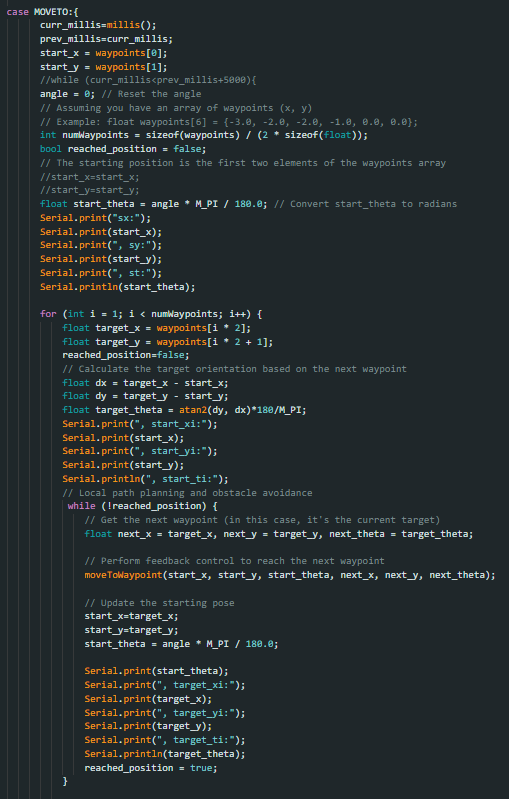 case MOVETO:{
curr_millis=millis();
prev_millis=curr_millis;
start_x = waypoints[0];
start_y = waypoints[1];
//while (curr_millis<prev_millis+5000){
angle = 0; // Reset the angle
// Assuming you have an array of waypoints (x, y)
// Example: float waypoints[6] = {-3.0, -2.0, -2.0, -1.0, 0.0, 0.0};
int numWaypoints = sizeof(waypoints) / (2 * sizeof(float));
bool reached_position = false;
// The starting position is the first two elements of the waypoints array
//start_x=start_x;
//start_y=start_y;
float start_theta = angle * M_PI / 180.0; // Convert start_theta to radians
Serial.print("sx:");
Serial.print(start_x);
Serial.print(", sy:");
Serial.print(start_y);
Serial.print(", st:");
Serial.println(start_theta);
for (int i = 1; i < numWaypoints; i++) {
float target_x = waypoints[i * 2];
float target_y = waypoints[i * 2 + 1];
reached_position=false;
// Calculate the target orientation based on the next waypoint
float dx = target_x - start_x;
float dy = target_y - start_y;
float target_theta = atan2(dy, dx)*180/M_PI;
Serial.print(", start_xi:");
Serial.print(start_x);
Serial.print(", start_yi:");
Serial.print(start_y);
Serial.println(", start_ti:");
// Local path planning and obstacle avoidance
while (!reached_position) {
// Get the next waypoint (in this case, it's the current target)
float next_x = target_x, next_y = target_y, next_theta = target_theta;
// Perform feedback control to reach the next waypoint
moveToWaypoint(start_x, start_y, start_theta, next_x, next_y, next_theta);
// Update the starting pose
start_x=target_x;
start_y=target_y;
start_theta = angle * M_PI / 180.0;
Serial.print(start_theta);
Serial.print(", target_xi:");
Serial.print(target_x);
Serial.print(", target_yi:");
Serial.print(target_y);
Serial.print(", target_ti:");
Serial.println(target_theta);
reached_position = true;
}